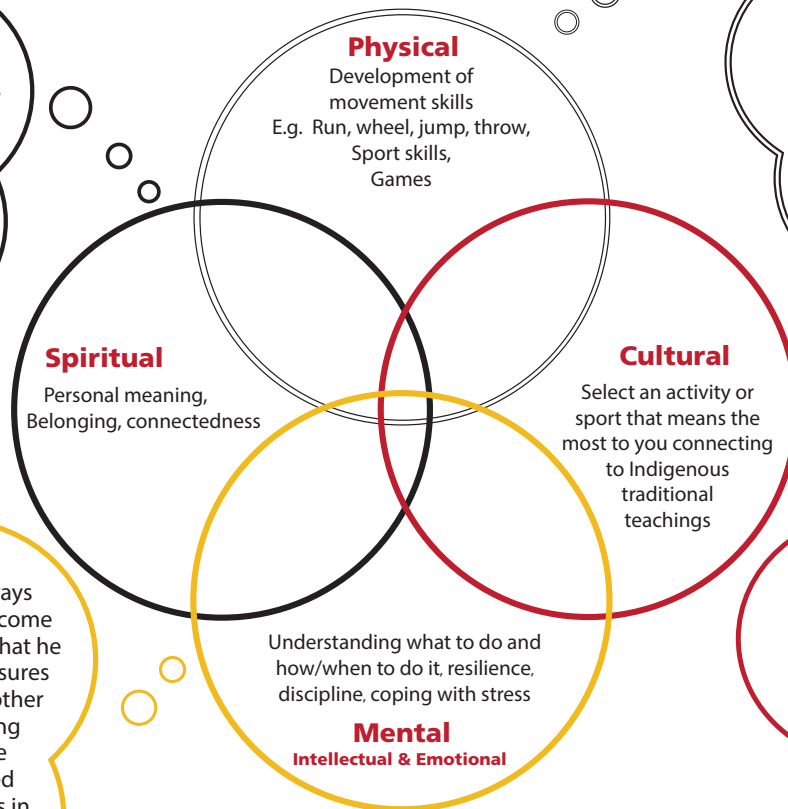 Physical
Development of
movement skills
E.g. Run, wheel, jump, throw,
Sport skills,
Games
Spiritual
Personal meaning,
Belonging, connectedness
Cultural
Select an activity or
sport that means the
most to you connecting
to Indigenous
traditional
teachings
come
hat he
sures
other
ng
e
d
s in
Understanding what to do and
how/when to do it, resilience,
discipline, coping with stress
Mental
Intellectual & Emotional